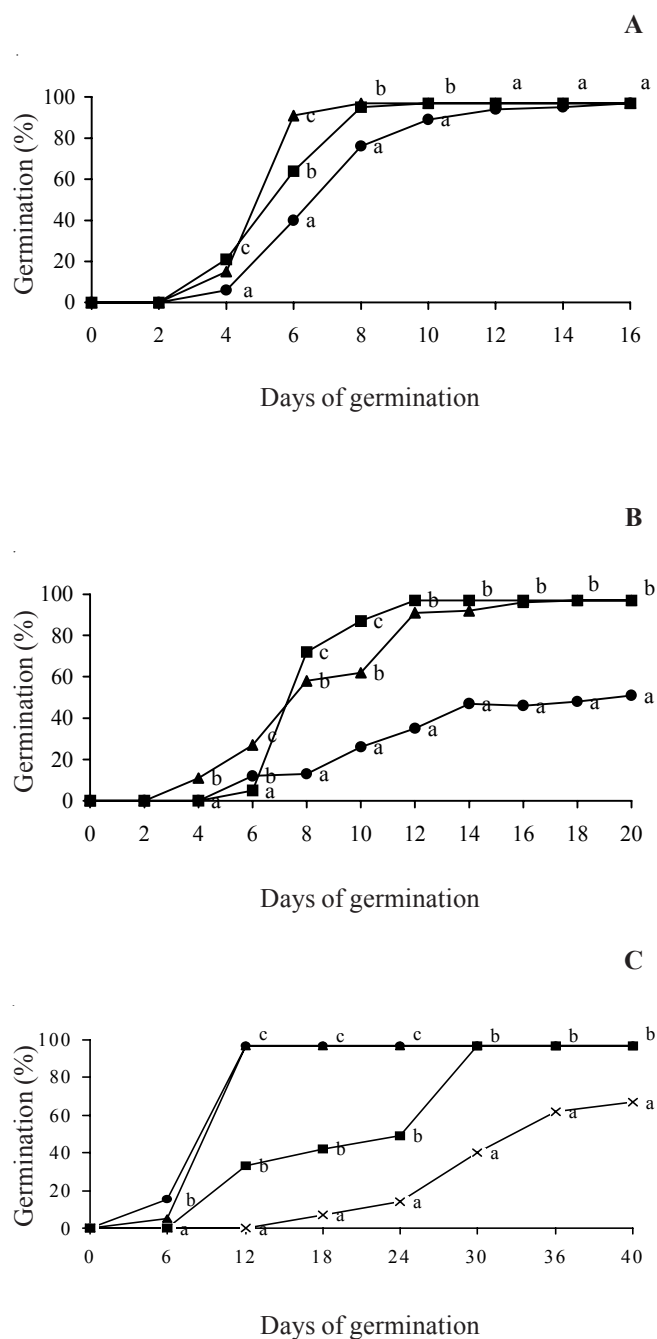 A
b b a a a
100
c
80
a
a
60
b
40
a
20
c
a
0
0 2 4 6 8 10 12 14 16
Germination (%)
Days of germination
B
100
b b b b b
80
c
c
60
b b
40
a a a a
20
c
a
a
b b
a
0
a
0 2 4 6 8 10 12 14 16 18 20
Germination (%)
Days of germination
C
c c c b b b
100
80
60
a a
40
b
a
20
b b
b
a a
0
a a
0 6 12 18 24 30 36 40
Germination (%)
Days of germination